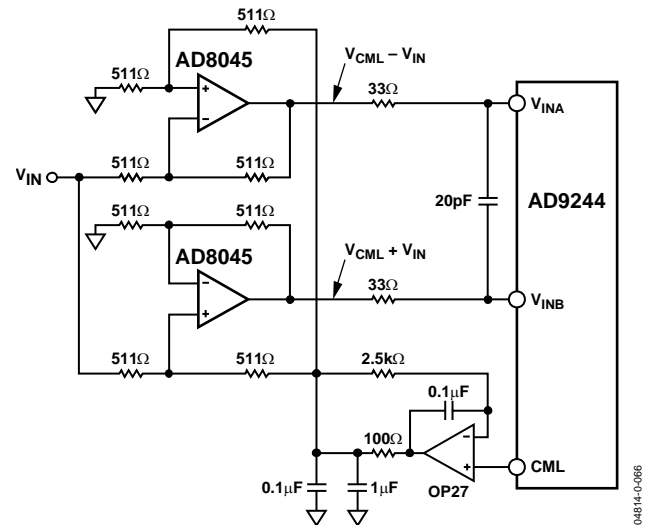 511Ω
AD8045
511Ω
V_CML – V_IN
33Ω
V_INA
V_IN
511Ω
511Ω
511Ω
511Ω
20pF
AD9244
AD8045
V_CML + V_IN
33Ω
V_INB
511Ω
511Ω
2.5kΩ
0.1μF
100Ω
CML
0.1μF
1μF
OP27
04814-0-066